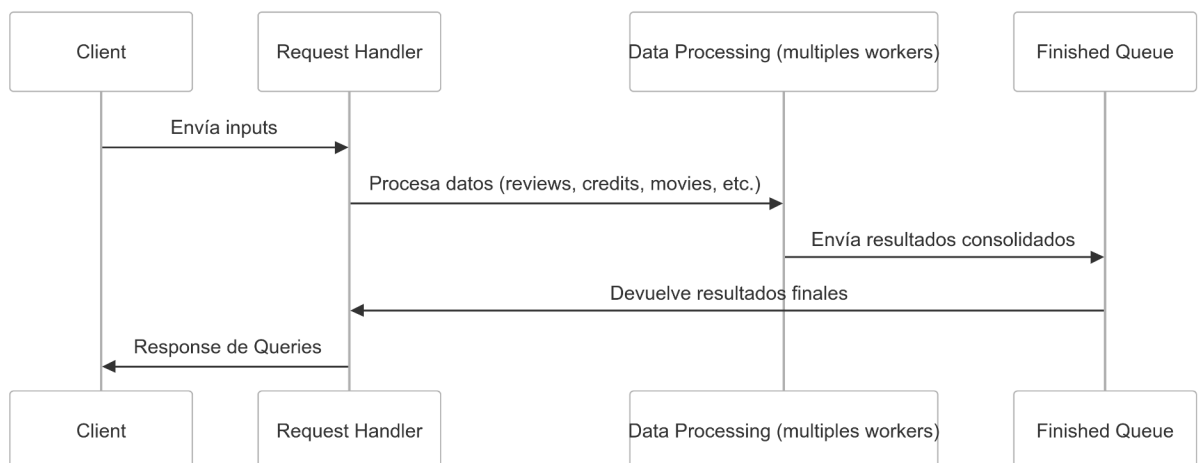 Client
Request Handler
Data Processing (multiples workers)
Finished Queue
Envía inputs
Procesa datos (reviews, credits, movies, etc.)
Envía resultados consolidados
Devuelve resultados finales
Response de Queries
Client
Request Handler
Data Processing (multiples workers)
Finished Queue